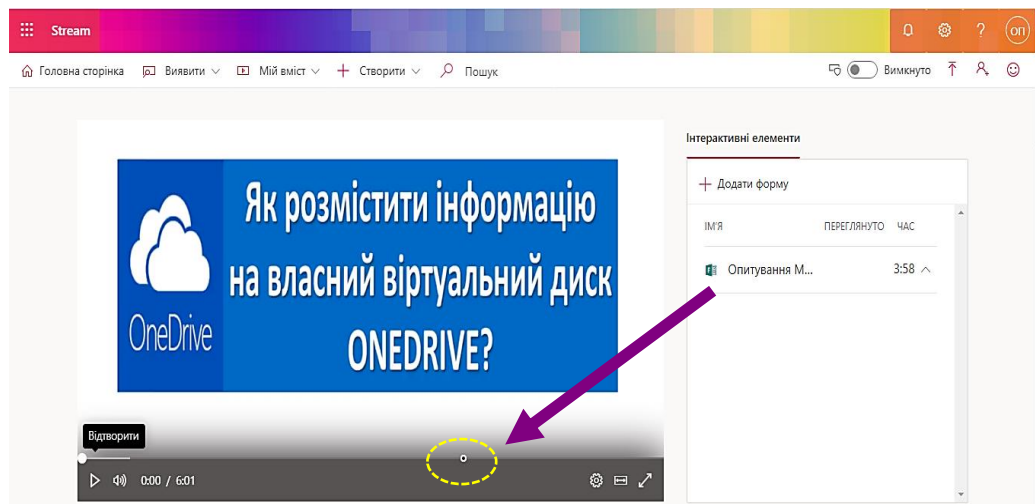 Stream
ОП
Головна сторінка Виявити Мій вміст Створити Пошук Вимкнуто
Інтерактивні елементи
Додати форму
ІМ'Я ПЕРЕГЛЯНУТО ЧАС
Опитування М... 3:58
Як розмістити інформацію
на власний віртуальний диск
ONEDRIVE?
OneDrive
Відтворити
0:00 / 6:01